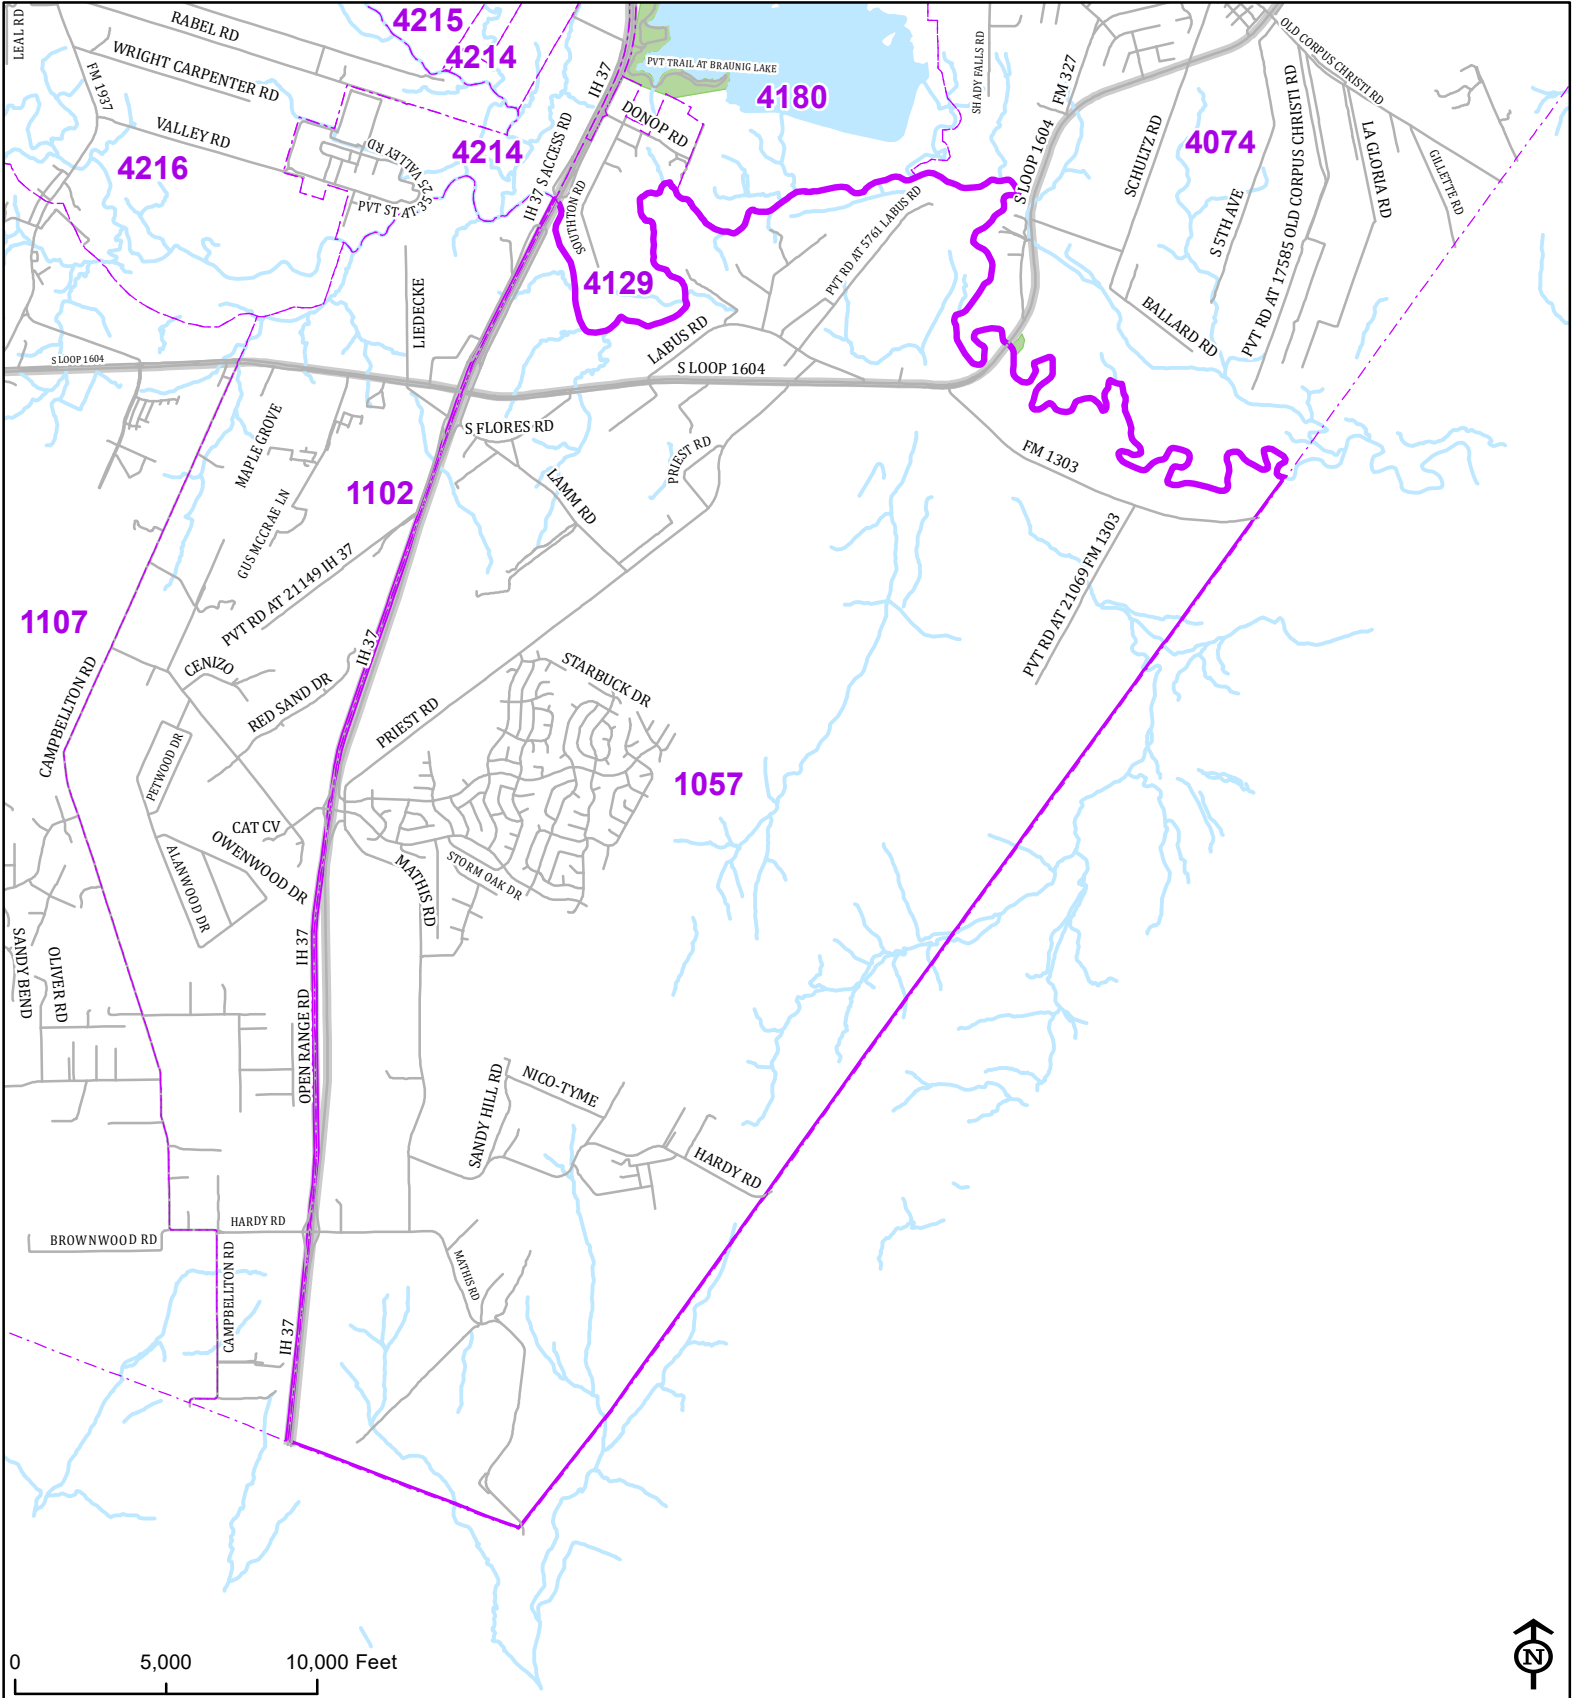 LEAL RD
RABEL RD
4215
4214
WRIGHT CARPENTER RD
FM 1937
VALLEY RD
4216
25 VALLEY RD
PVT ST AT 35
4214
IH 37 S ACCESS RD
IH 37
PVT TRAIL AT BRAUNIG LAKE
4180
DONOP RD
SOUTHTON RD
4129
SHADY FALLS RD
FM 327
S LOOP 1604
OLD CORPUS CHRISTI RD
SCHULTZ RD
4074
S 5TH AVE
PVT RD AT 17585 OLD CORPUS CHRISTI RD
LA GLORIA RD
GILLETTE RD
BALLARD RD
PVT RD AT 5761 LABUS RD
LABUS RD
LIEDECKE
S LOOP 1604
S LOOP 1604
S FLORES RD
MAPLE GROVE
1102
GUS MCCRAE LN
LAMM RD
PRIEST RD
FM 1303
PVT RD AT 21149 IH 37
PVT RD AT 21069 FM 1303
1107
CAMPBELLTON RD
CENIZO
RED SAND DR
IH 37
PRIEST RD
STARBUCK DR
1057
PETWOOD DR
CAT CV
OWENWOOD DR
ALANWOOD DR
MATHIS RD
STORM OAK DR
SANDY BEND
OLIVER RD
IH 37
OPEN RANGE RD
SANDY HILL RD
NICO-TYME
HARDY RD
HARDY RD
BROWNWOOD RD
CAMPBELLTON RD
MATHIS RD
IH 37
0 5,000 10,000 Feet
N